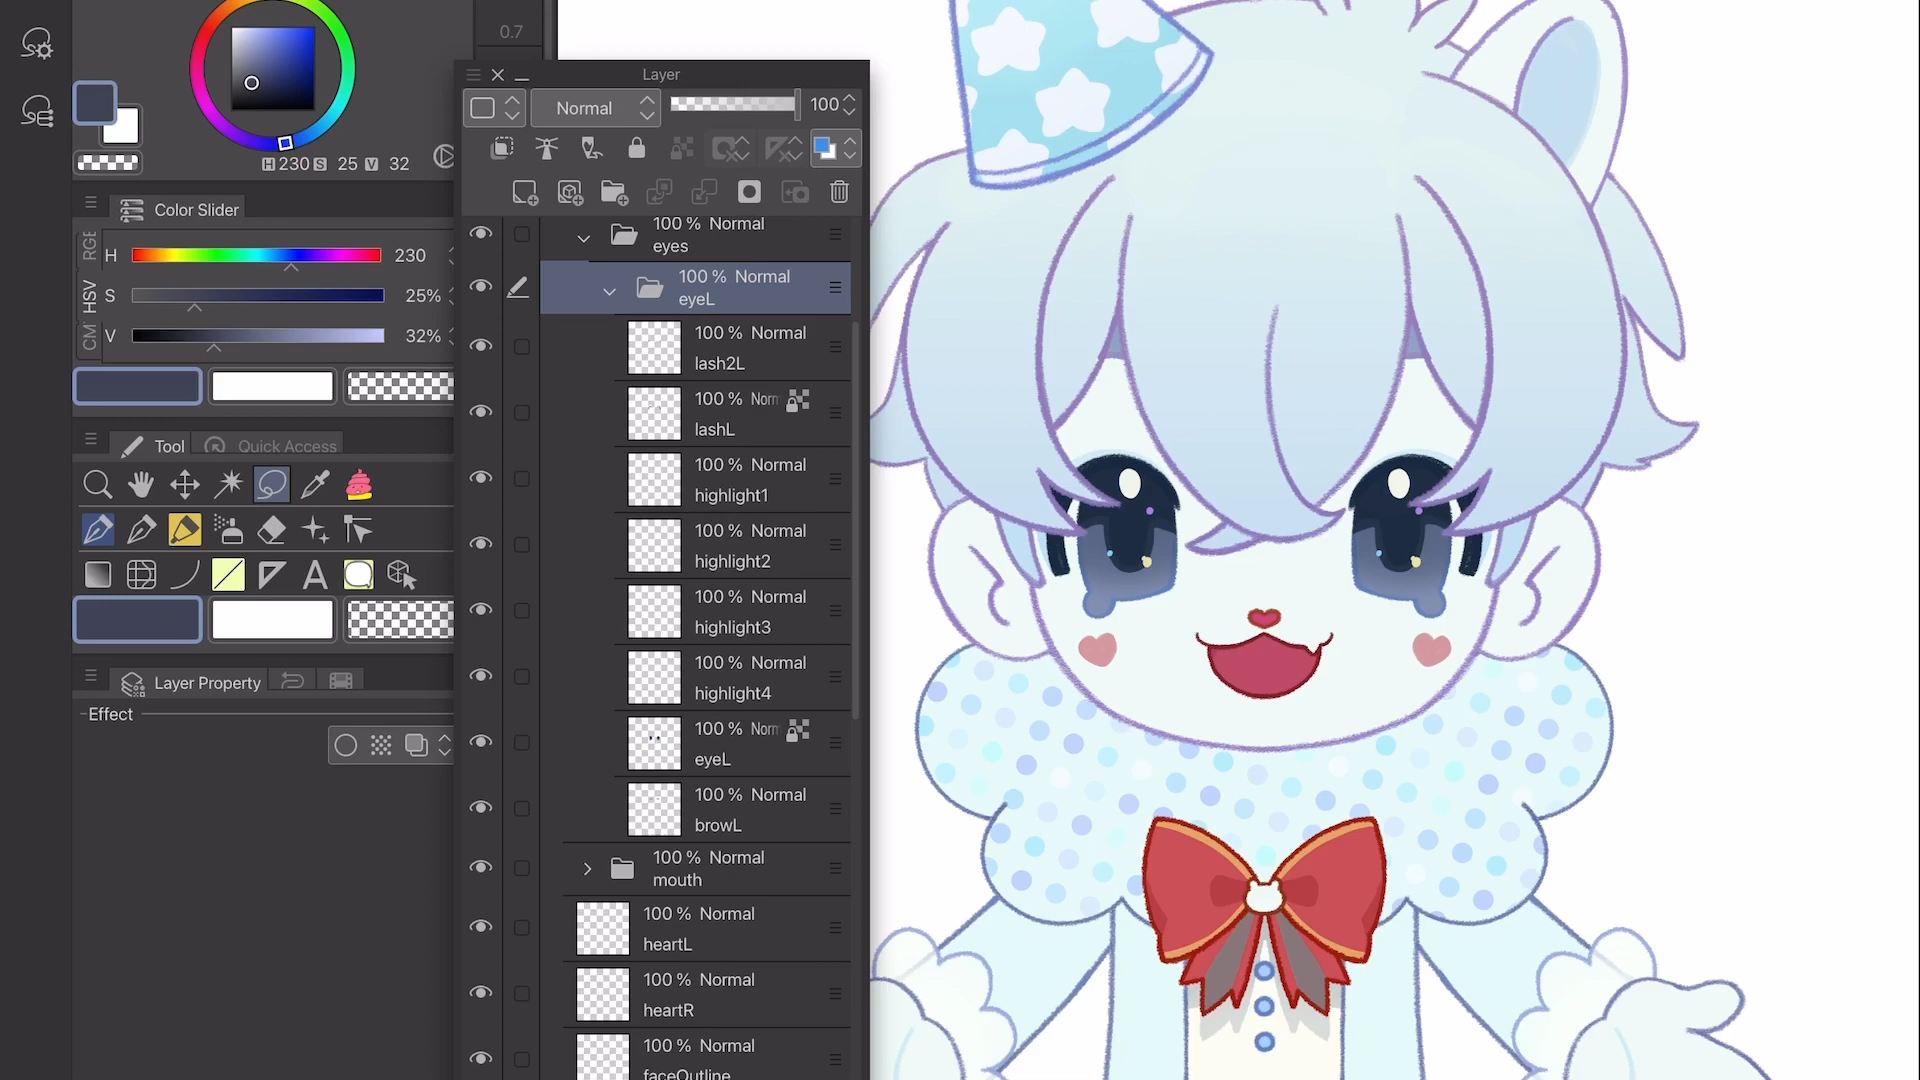 0.7
Layer
Normal
100
H 230 S 25 V 32
Color Slider
RGB
HSV
CM
H 230
S 25%
V 32%
Tool
Quick Access
Layer Property
Effect
100 % Normal
eyes
100 % Normal
eyeL
100 % Normal
lash2L
100 % Norm
lashL
100 % Normal
highlight1
100 % Normal
highlight2
100 % Normal
highlight3
100 % Normal
highlight4
100 % Norm
eyeL
100 % Normal
browL
100 % Normal
mouth
100 % Normal
heartL
100 % Normal
heartR
100 % Normal
faceOutline